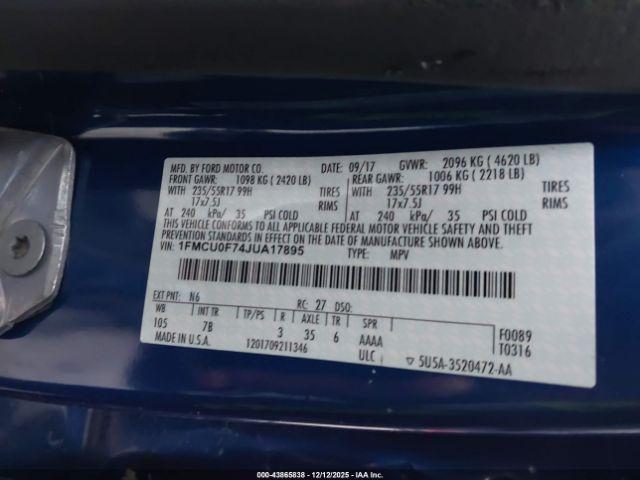 MFD. BY FORD MOTOR CO. 09/17 GVWR: 2096 KG ( 4620 LB)
FRONT GAWR: 1098 KG ( 2420 LB) REAR GAWR: 1006 KG ( 2218 LB)
WITH 235/55R17 99H TIRES WITH 235/55R17 99H TIRES
17x7.5J RIMS 17x7.5J RIMS
AT 240 kPa/ 35 PSI COLD AT 240 kPa/ 35 PSI COLD
THIS VEHICLE CONFORMS TO ALL APPLICABLE FEDERAL MOTOR VEHICLE SAFETY AND THEFT
PREVENTION STANDARDS IN EFFECT ON THE DATE OF MANUFACTURE SHOWN ABOVE.
VIN: 1FMCU0F74JUA17895 TYPE: MPV
EXT PNT: N6 RC: 27 DSO:
WB INT TR TP/PS R AXLE TR SPR
105 7B 3 35 6 AAAA F0089
MADE IN U.S.A. 1201709211346 ULC T0316
5U5A-3520472-AA
000-43865838 - 12/12/2025 - IAAI.COM